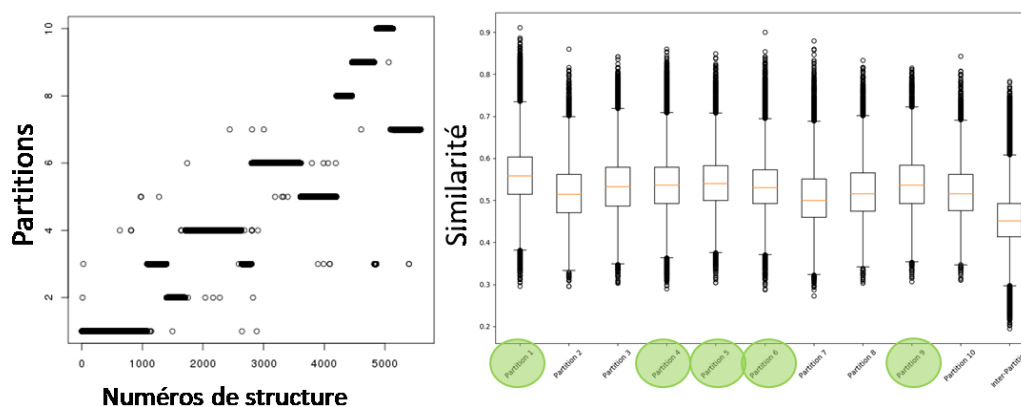 Partitions
10
8
6
4
2
0
1000
2000
3000
4000
5000
Numéros de structure
Similarité
0.9
0.8
0.7
0.6
0.5
0.4
0.3
0.2
Partition 1
Partition 2
Partition 3
Partition 4
Partition 5
Partition 6
Partition 7
Partition 8
Partition 9
Partition 10
Inter-Partit